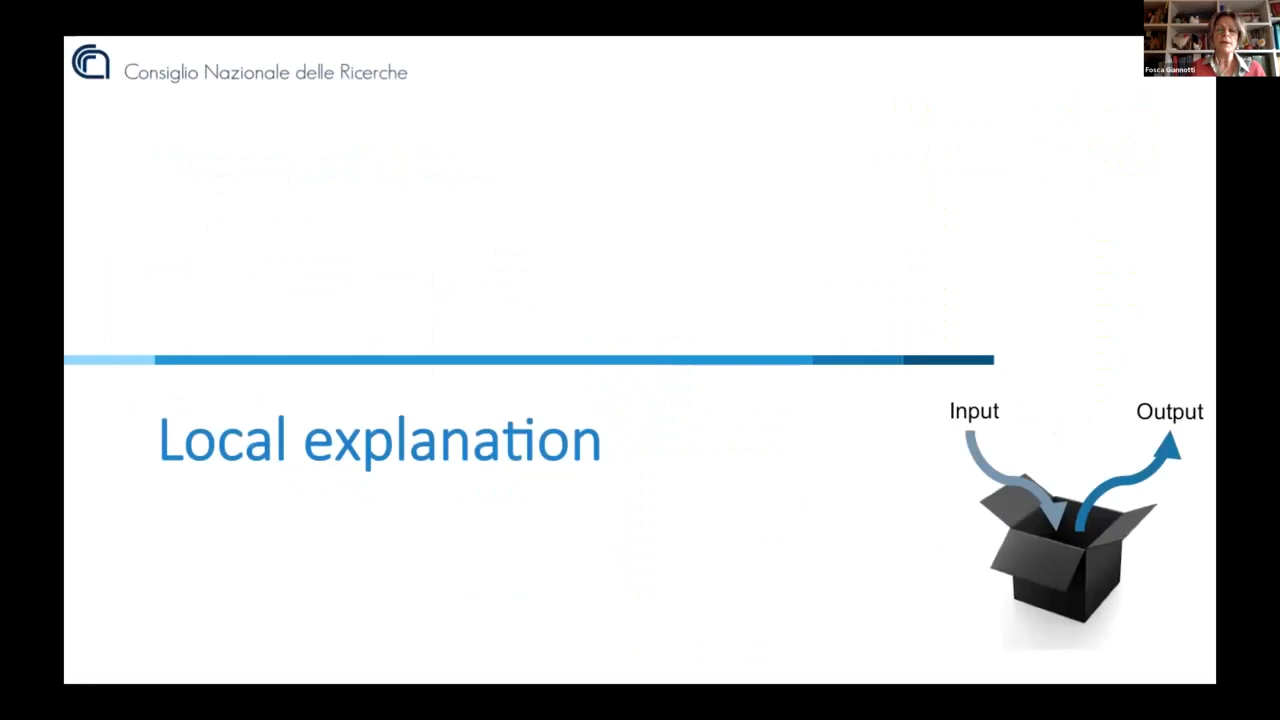 Consiglio Nazionale delle Ricerche
Fosca Giannotti
Local explanation
Input
Output